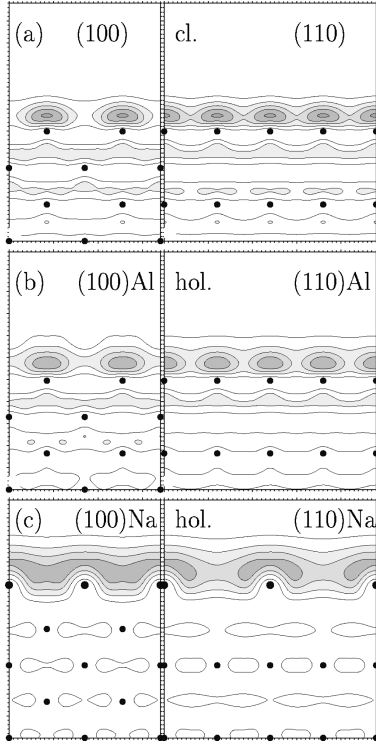 (a) (100) cl. (110)
(b) (100)Al hol. (110)Al
(c) (100)Na hol. (110)Na